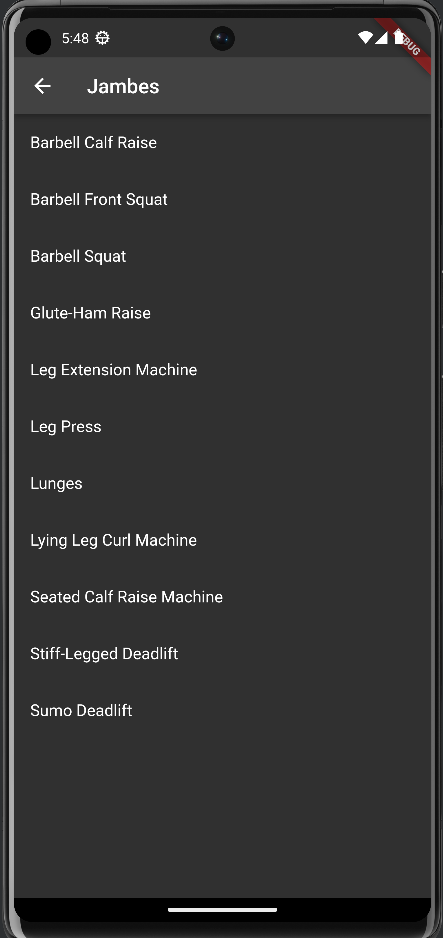 5:48
DEBUG
Jambes
Barbell Calf Raise
Barbell Front Squat
Barbell Squat
Glute-Ham Raise
Leg Extension Machine
Leg Press
Lunges
Lying Leg Curl Machine
Seated Calf Raise Machine
Stiff-Legged Deadlift
Sumo Deadlift